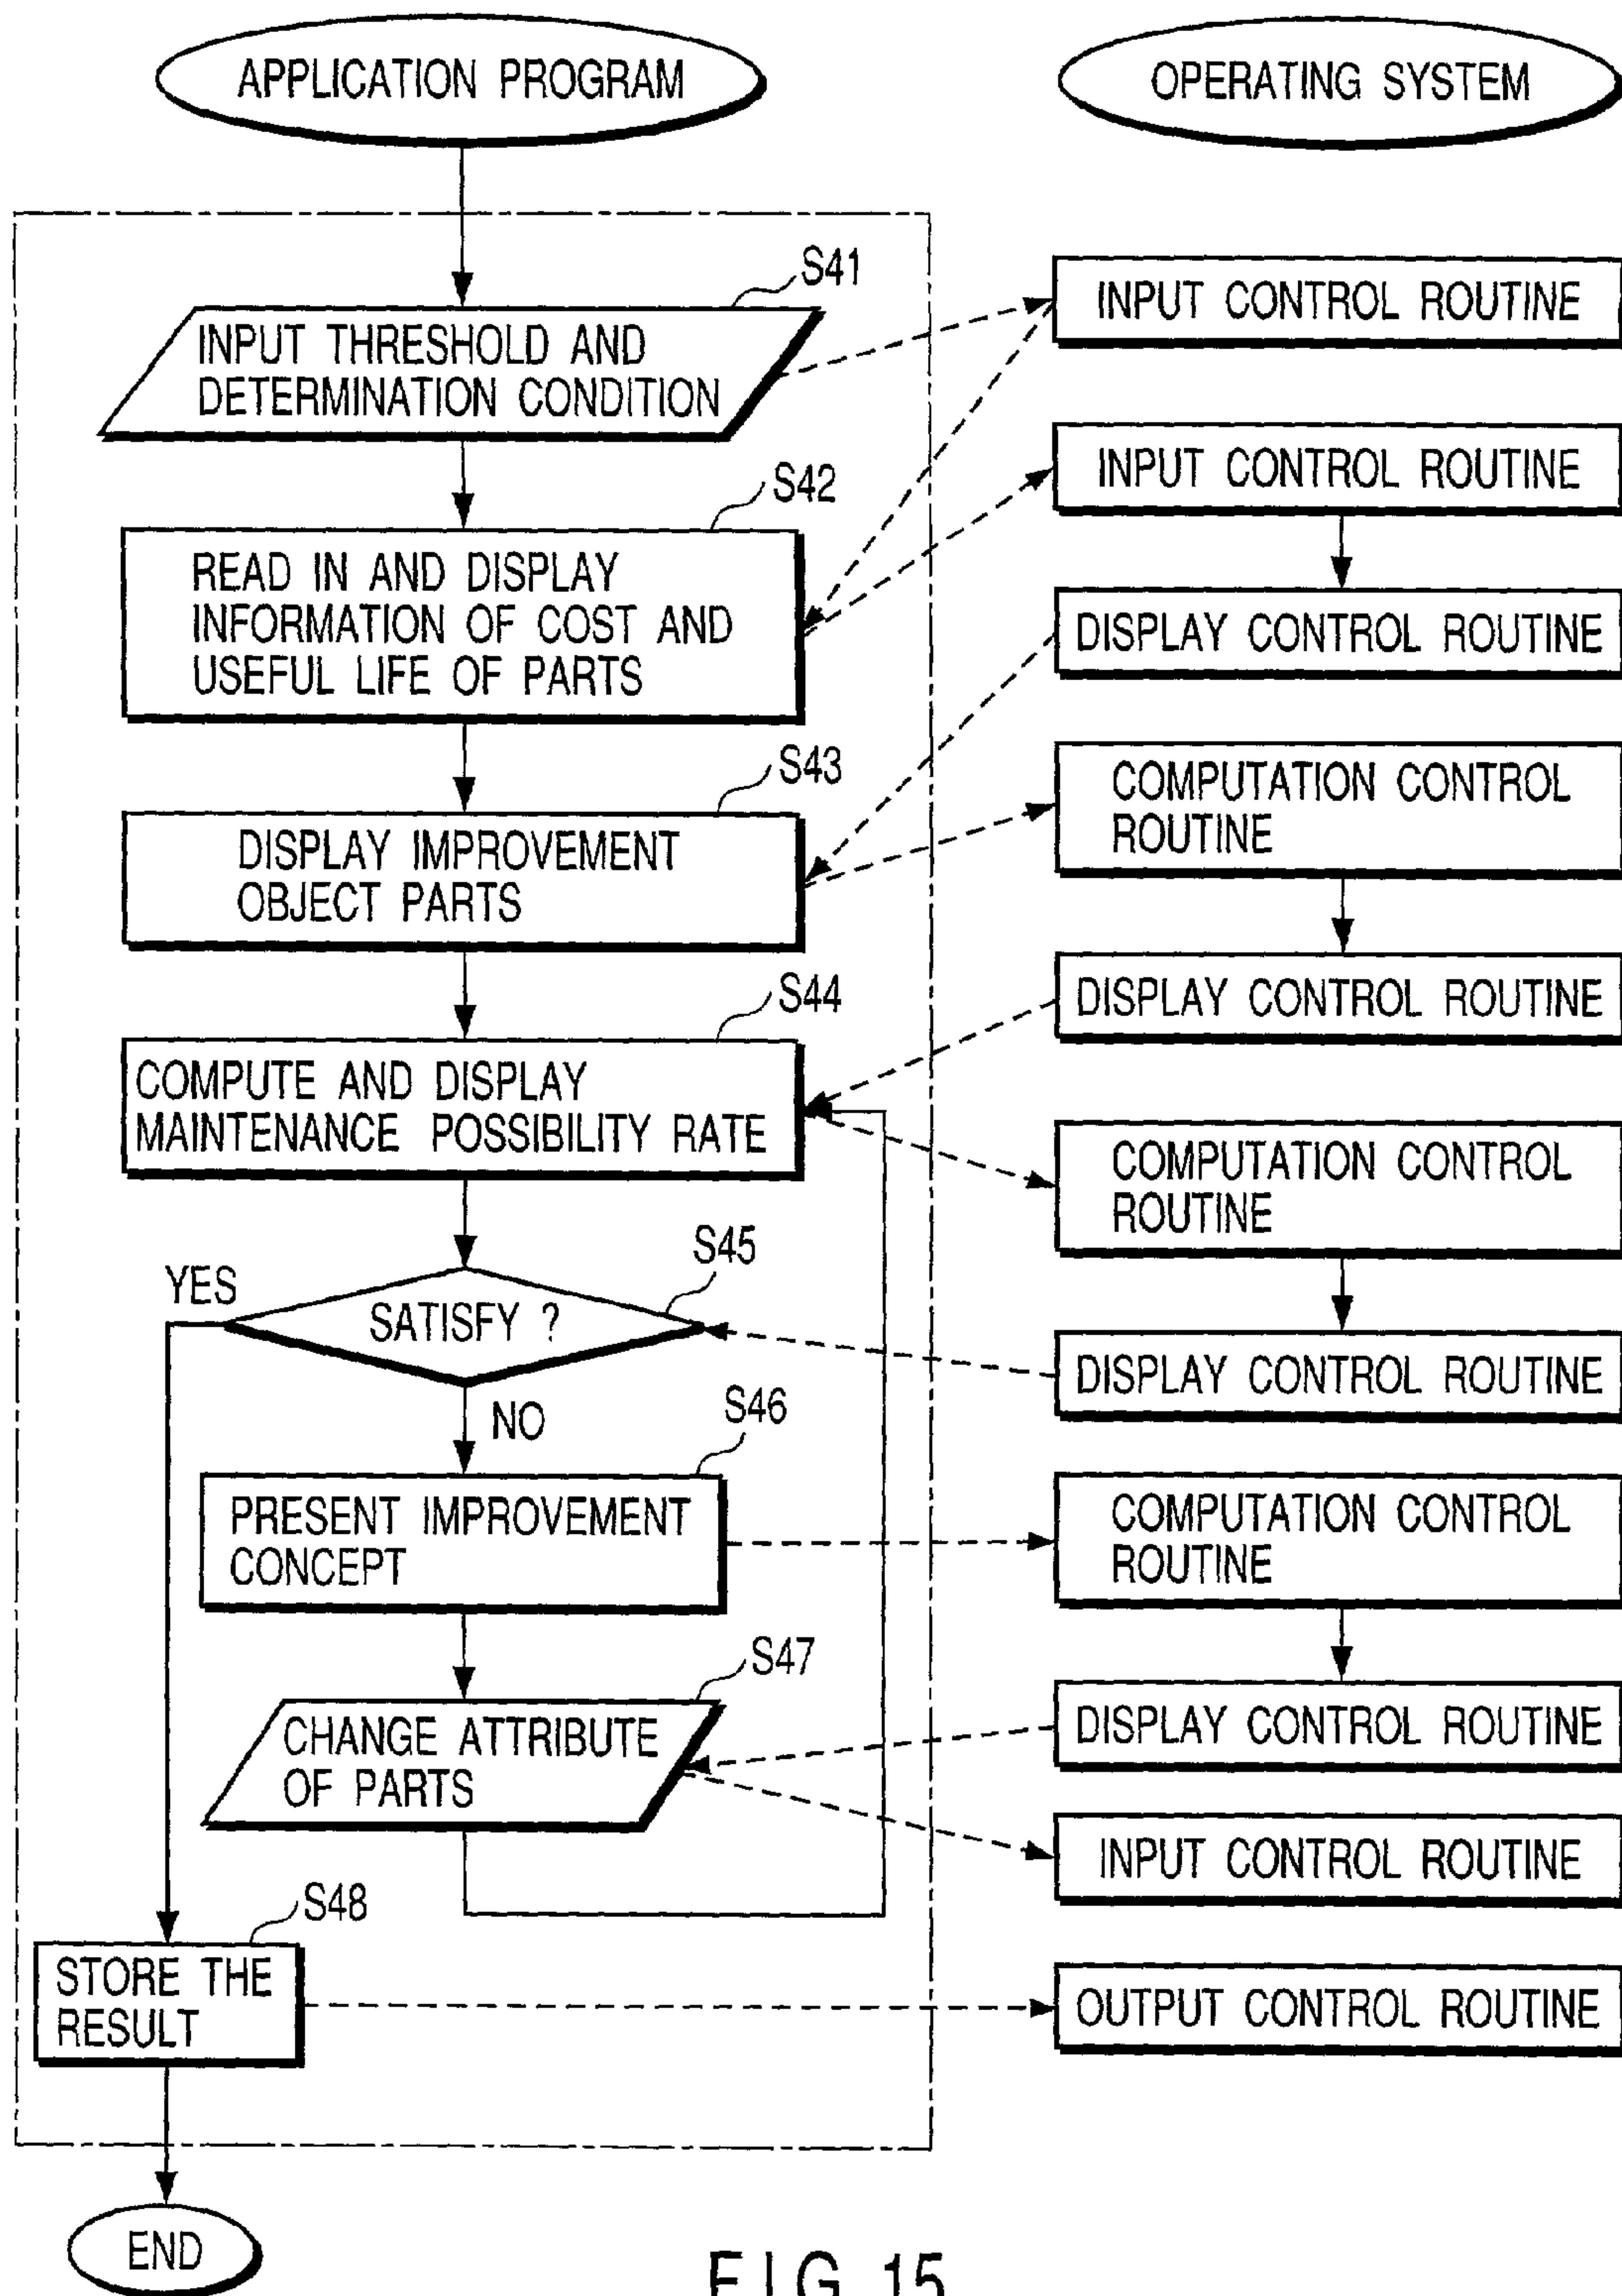 APPLICATION PROGRAM
OPERATING SYSTEM
S41
INPUT THRESHOLD AND
DETERMINATION CONDITION
INPUT CONTROL ROUTINE
S42
READ IN AND DISPLAY
INFORMATION OF COST AND
USEFUL LIFE OF PARTS
INPUT CONTROL ROUTINE
DISPLAY CONTROL ROUTINE
S43
DISPLAY IMPROVEMENT
OBJECT PARTS
COMPUTATION CONTROL
ROUTINE
DISPLAY CONTROL ROUTINE
S44
COMPUTE AND DISPLAY
MAINTENANCE POSSIBILITY RATE
COMPUTATION CONTROL
ROUTINE
S45
YES
SATISFY ?
DISPLAY CONTROL ROUTINE
NO
S46
PRESENT IMPROVEMENT
CONCEPT
COMPUTATION CONTROL
ROUTINE
S47
CHANGE ATTRIBUTE
OF PARTS
DISPLAY CONTROL ROUTINE
INPUT CONTROL ROUTINE
S48
STORE THE
RESULT
OUTPUT CONTROL ROUTINE
END
FIG. 15